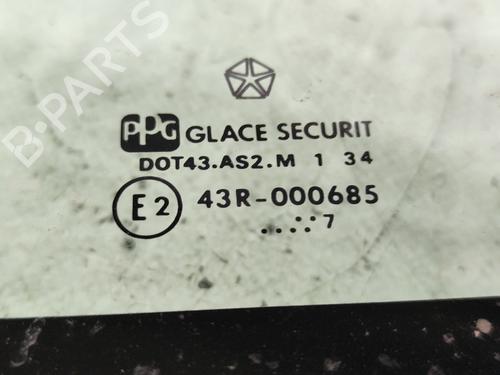 B-PARTS
PPG GLACE SECURIT
DOT43.AS2.M 1 34
E2 43R-000685
....:: 7